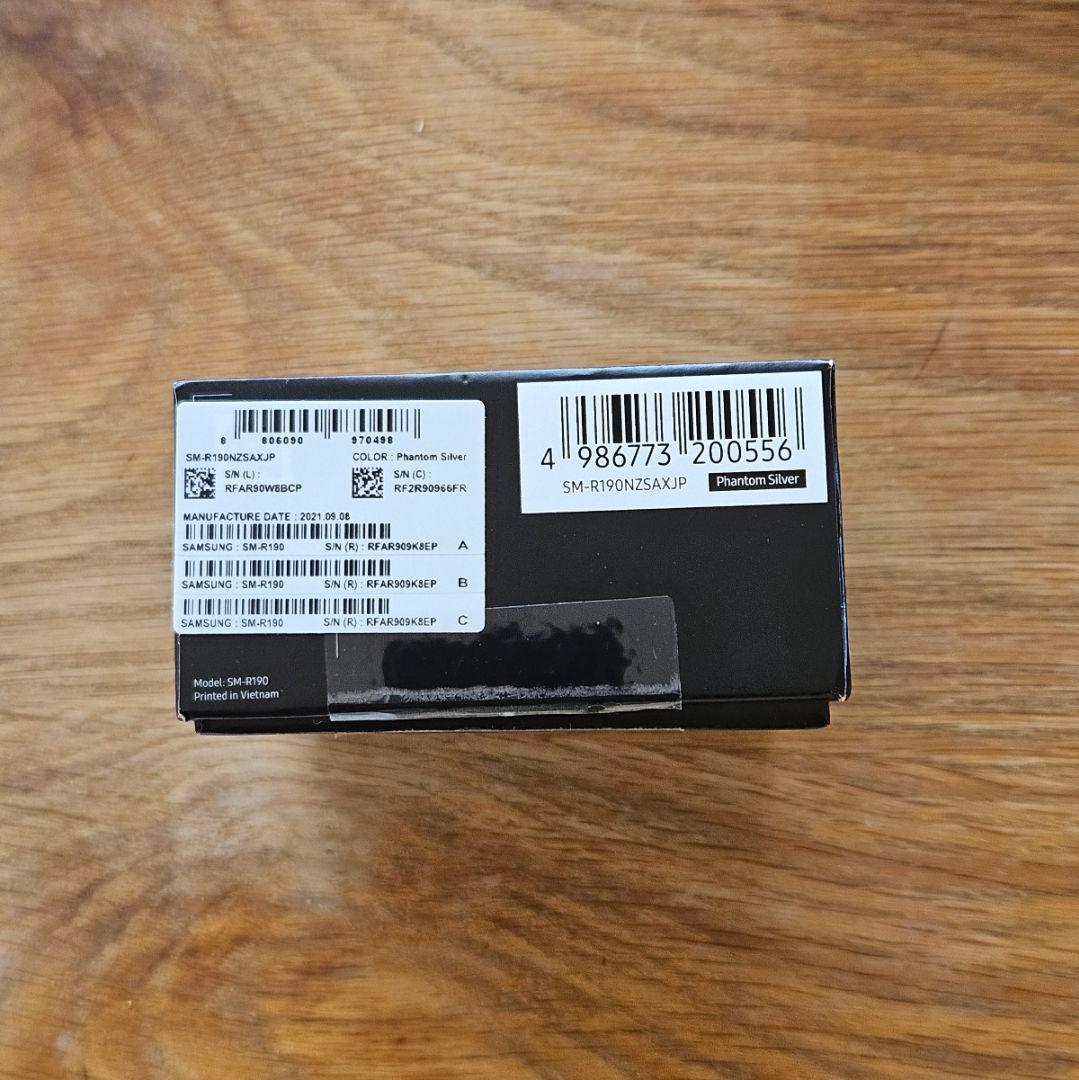 8 806090 970498
SM-R190NZSAXJP COLOR : Phantom Silver
S/N (L) : S/N (C) :
RFAR90W8BCP RF2R90966FR
MANUFACTURE DATE : 2021.09.08
SAMSUNG : SM-R190 S/N (R) : RFAR909K8EP A
SAMSUNG : SM-R190 S/N (R) : RFAR909K8EP B
SAMSUNG : SM-R190 S/N (R) : RFAR909K8EP C
Model: SM-R190
Printed in Vietnam
4 986773 200556
SM-R190NZSAXJP Phantom Silver